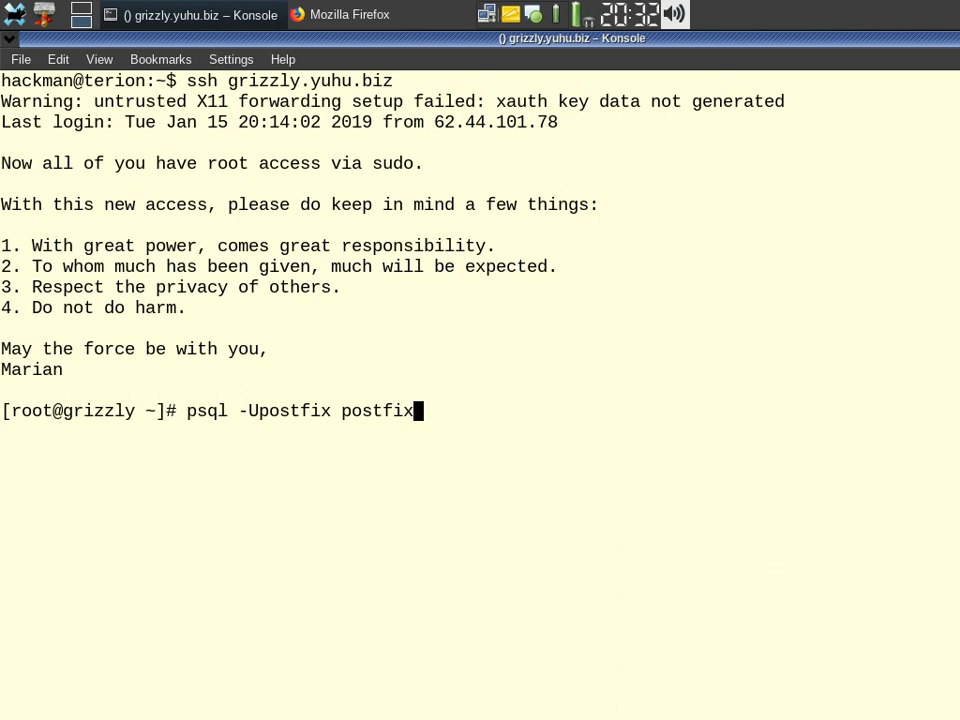 () grizzly.yuhu.biz – Konsole
Mozilla Firefox
20:32
() grizzly.yuhu.biz – Konsole
File Edit View Bookmarks Settings Help
hackman@terion:~$ ssh grizzly.yuhu.biz
Warning: untrusted X11 forwarding setup failed: xauth key data not generated
Last login: Tue Jan 15 20:14:02 2019 from 62.44.101.78
Now all of you have root access via sudo.
With this new access, please do keep in mind a few things:
1. With great power, comes great responsibility.
2. To whom much has been given, much will be expected.
3. Respect the privacy of others.
4. Do not do harm.
May the force be with you,
Marian
[root@grizzly ~]# psql -Upostfix postfix